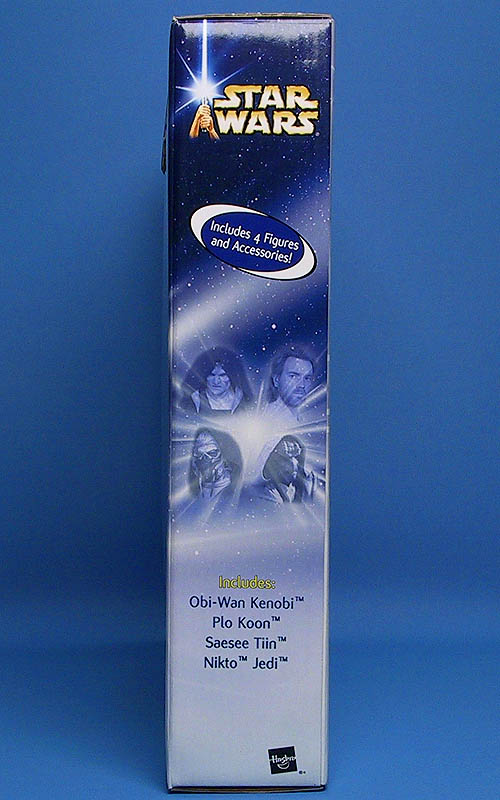 STAR
WARS
Includes 4 Figures
and Accessories!
Includes:
Obi-Wan Kenobi™
Plo Koon™
Saesee Tiin™
Nikto™ Jedi™
Hasbro